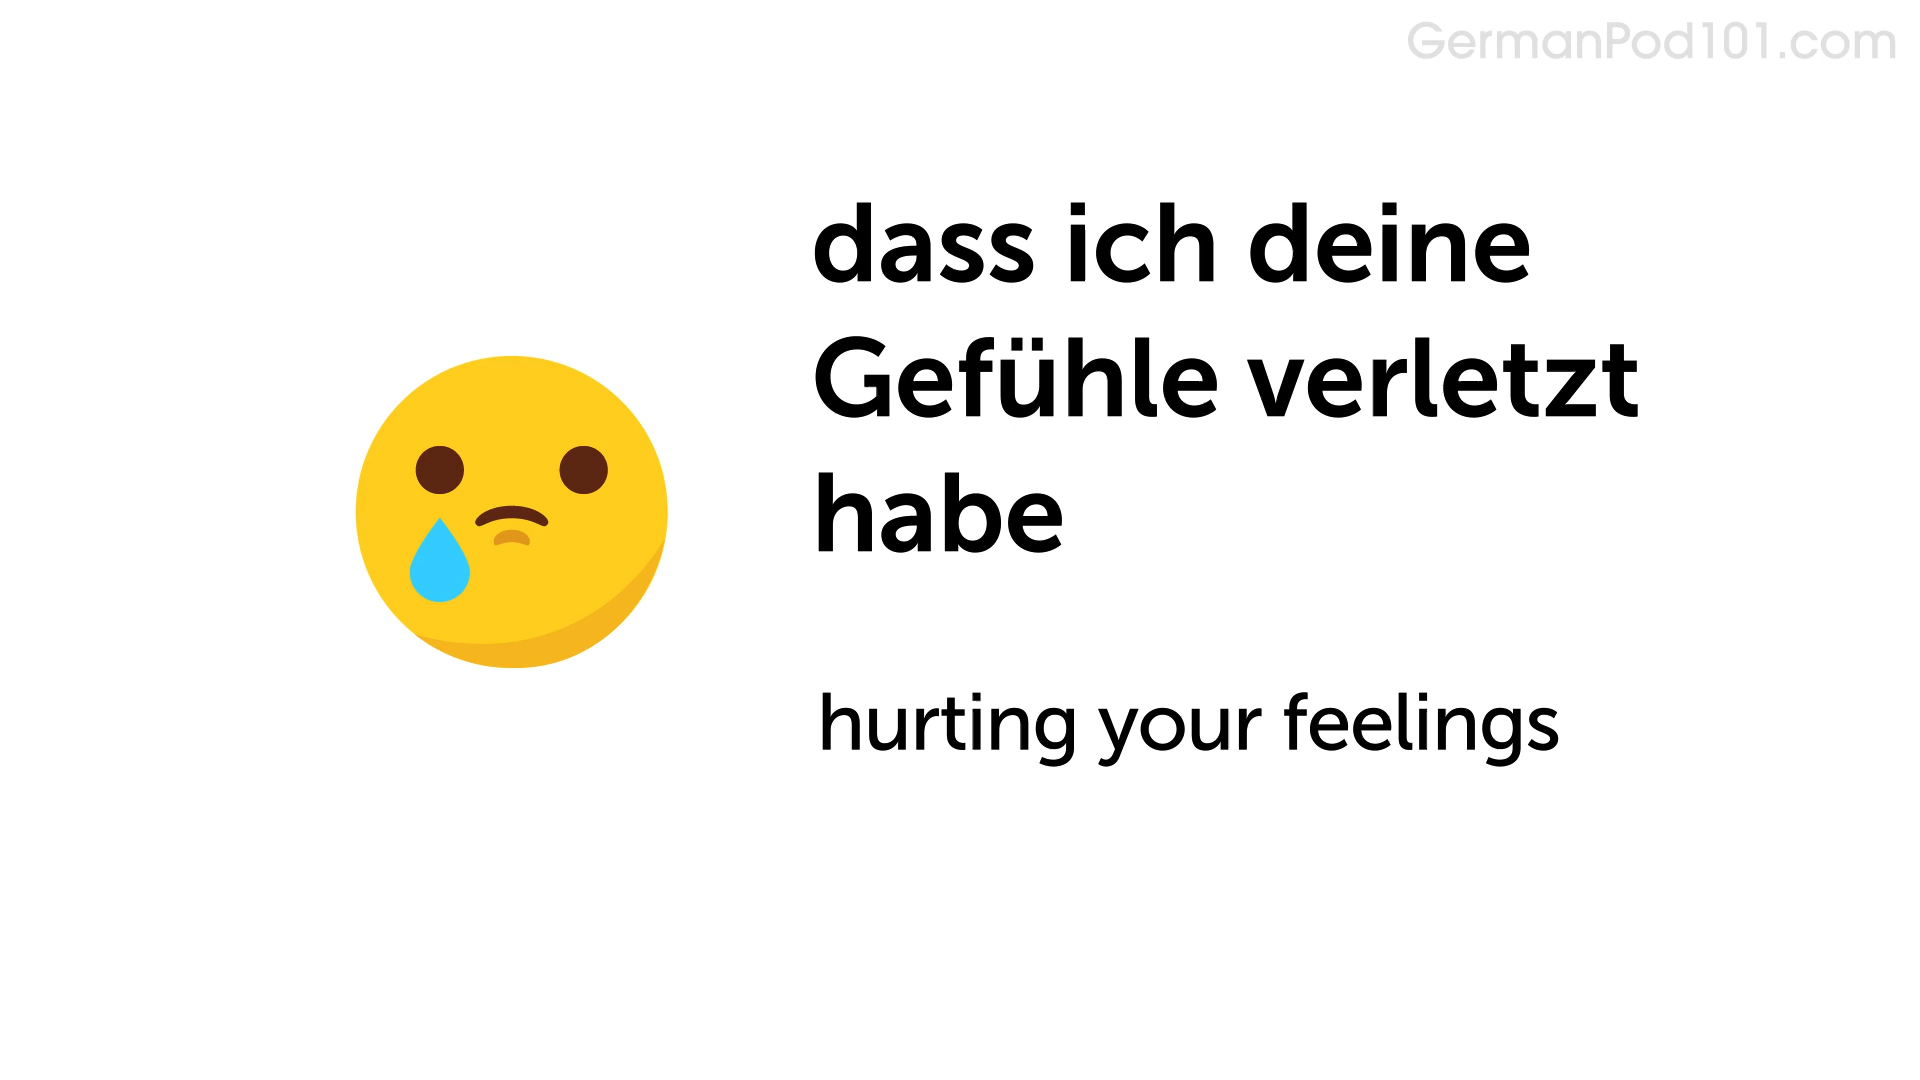 GermanPod101.com
dass ich deine
Gefühle verletzt
habe
hurting your feelings